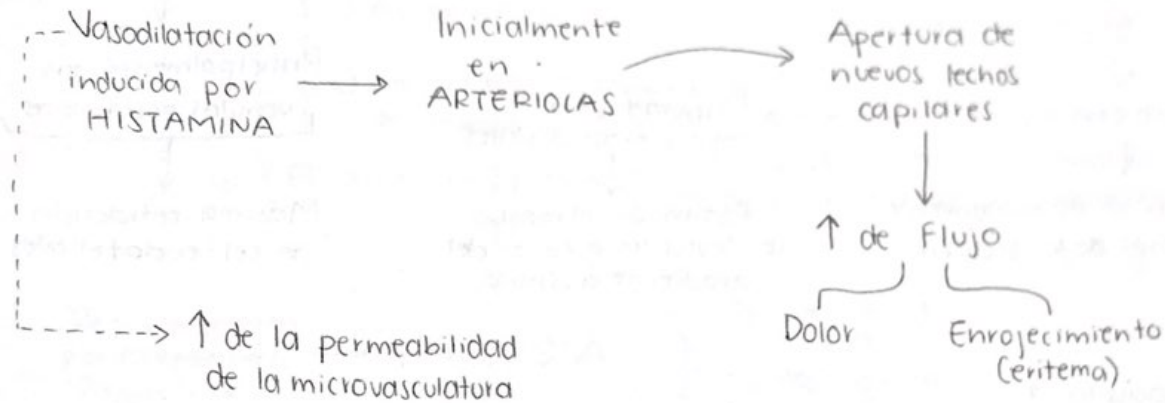 Vasodilatación
inducida por
HISTAMINA
Inicialmente
en
ARTERIOLAS
Apertura de
nuevos lechos
capilares
↑ de Flujo
Dolor
Enrojecimiento
(eritema)
↑ de la permeabilidad
de la microvasculatura